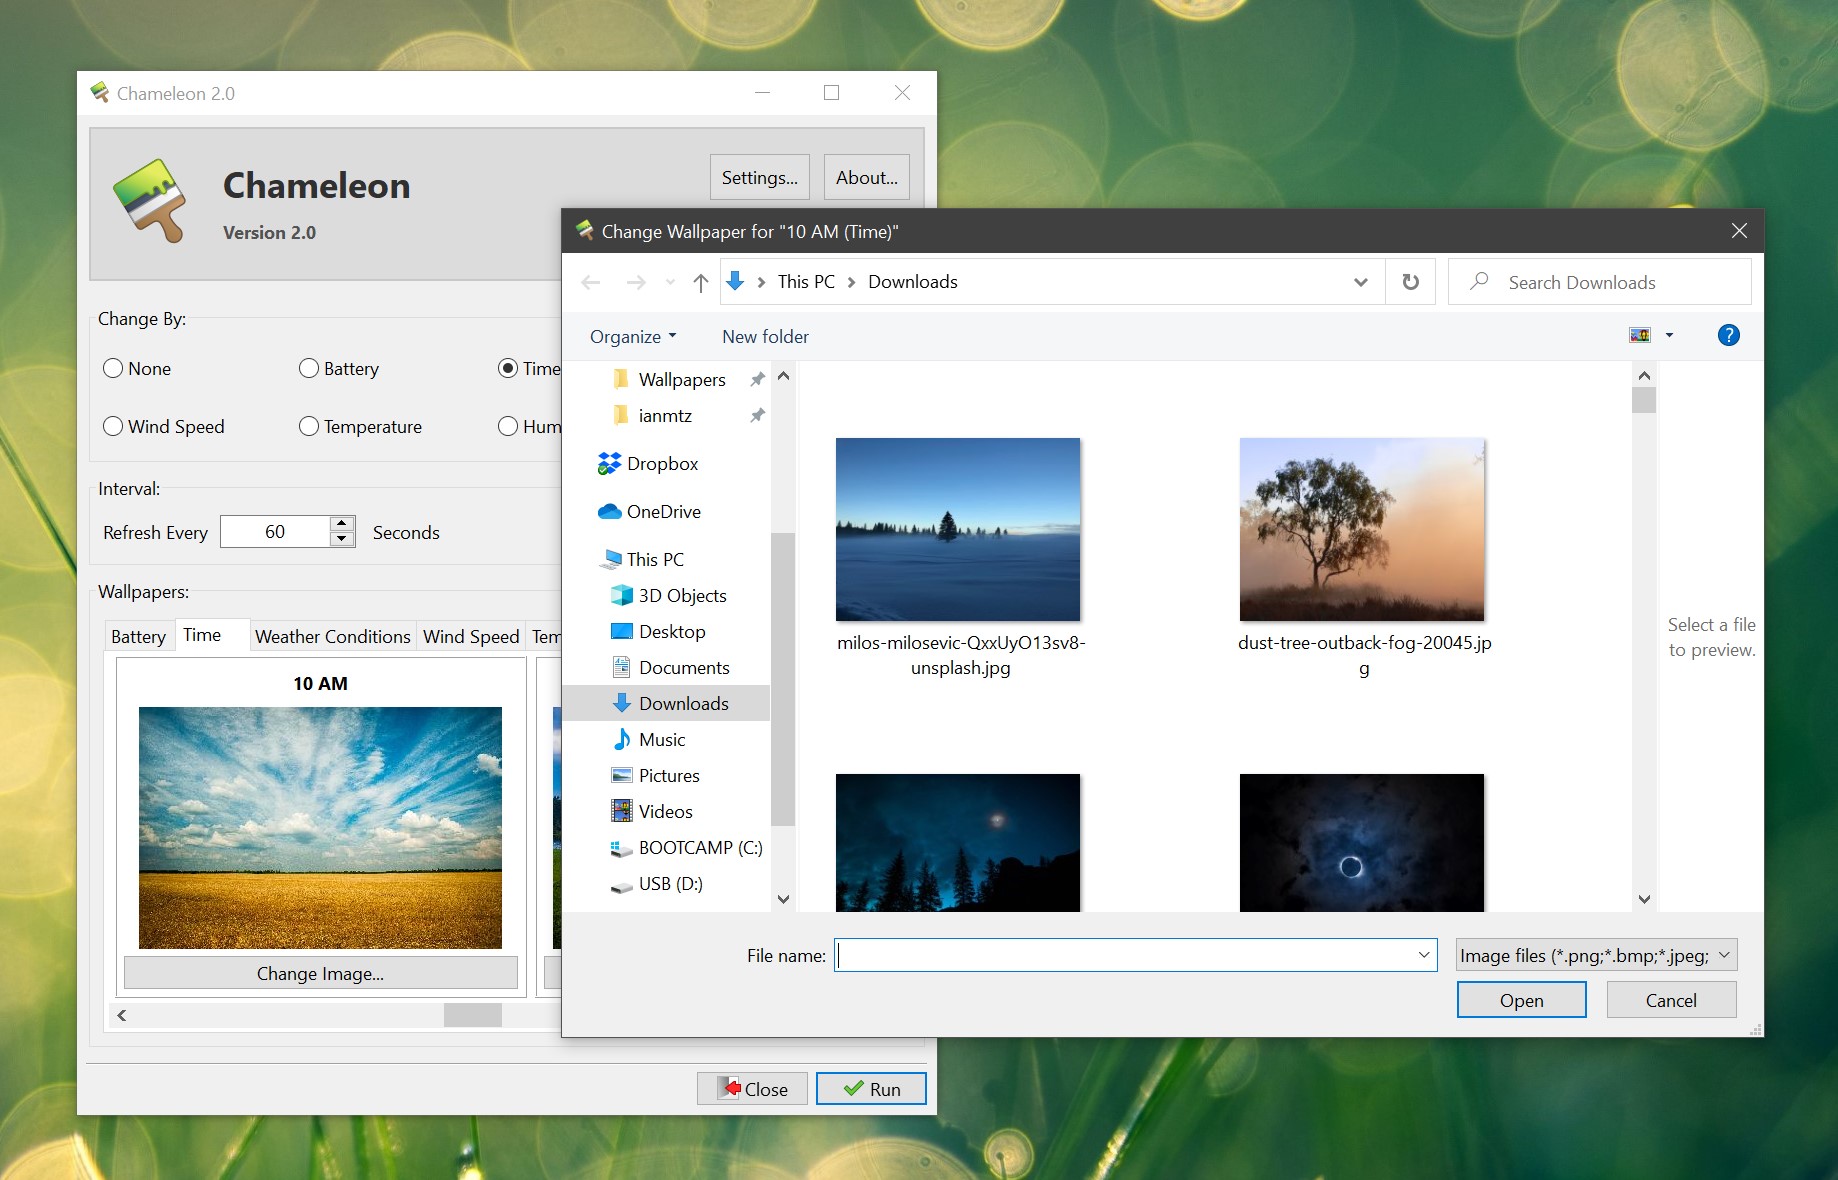 Chameleon 2.0
Chameleon
Version 2.0
Settings...
About...
Change By:
None
Battery
Time
Wind Speed
Temperature
Hum
Interval:
Refresh Every
60
Seconds
Wallpapers:
Battery
Time
Weather Conditions
Wind Speed
Tem
10 AM
Change Image...
Close
Run
Change Wallpaper for "10 AM (Time)"
This PC
Downloads
Search Downloads
Organize
New folder
?
Wallpapers
ianmtz
Dropbox
OneDrive
This PC
3D Objects
Desktop
Documents
Downloads
Music
Pictures
Videos
BOOTCAMP (C:)
USB (D:)
milos-milosevic-QxxUyO13sv8-
unsplash.jpg
dust-tree-outback-fog-20045.jp
g
Select a file
to preview.
File name:
Image files (*.png;*.bmp;*.jpeg;
Open
Cancel